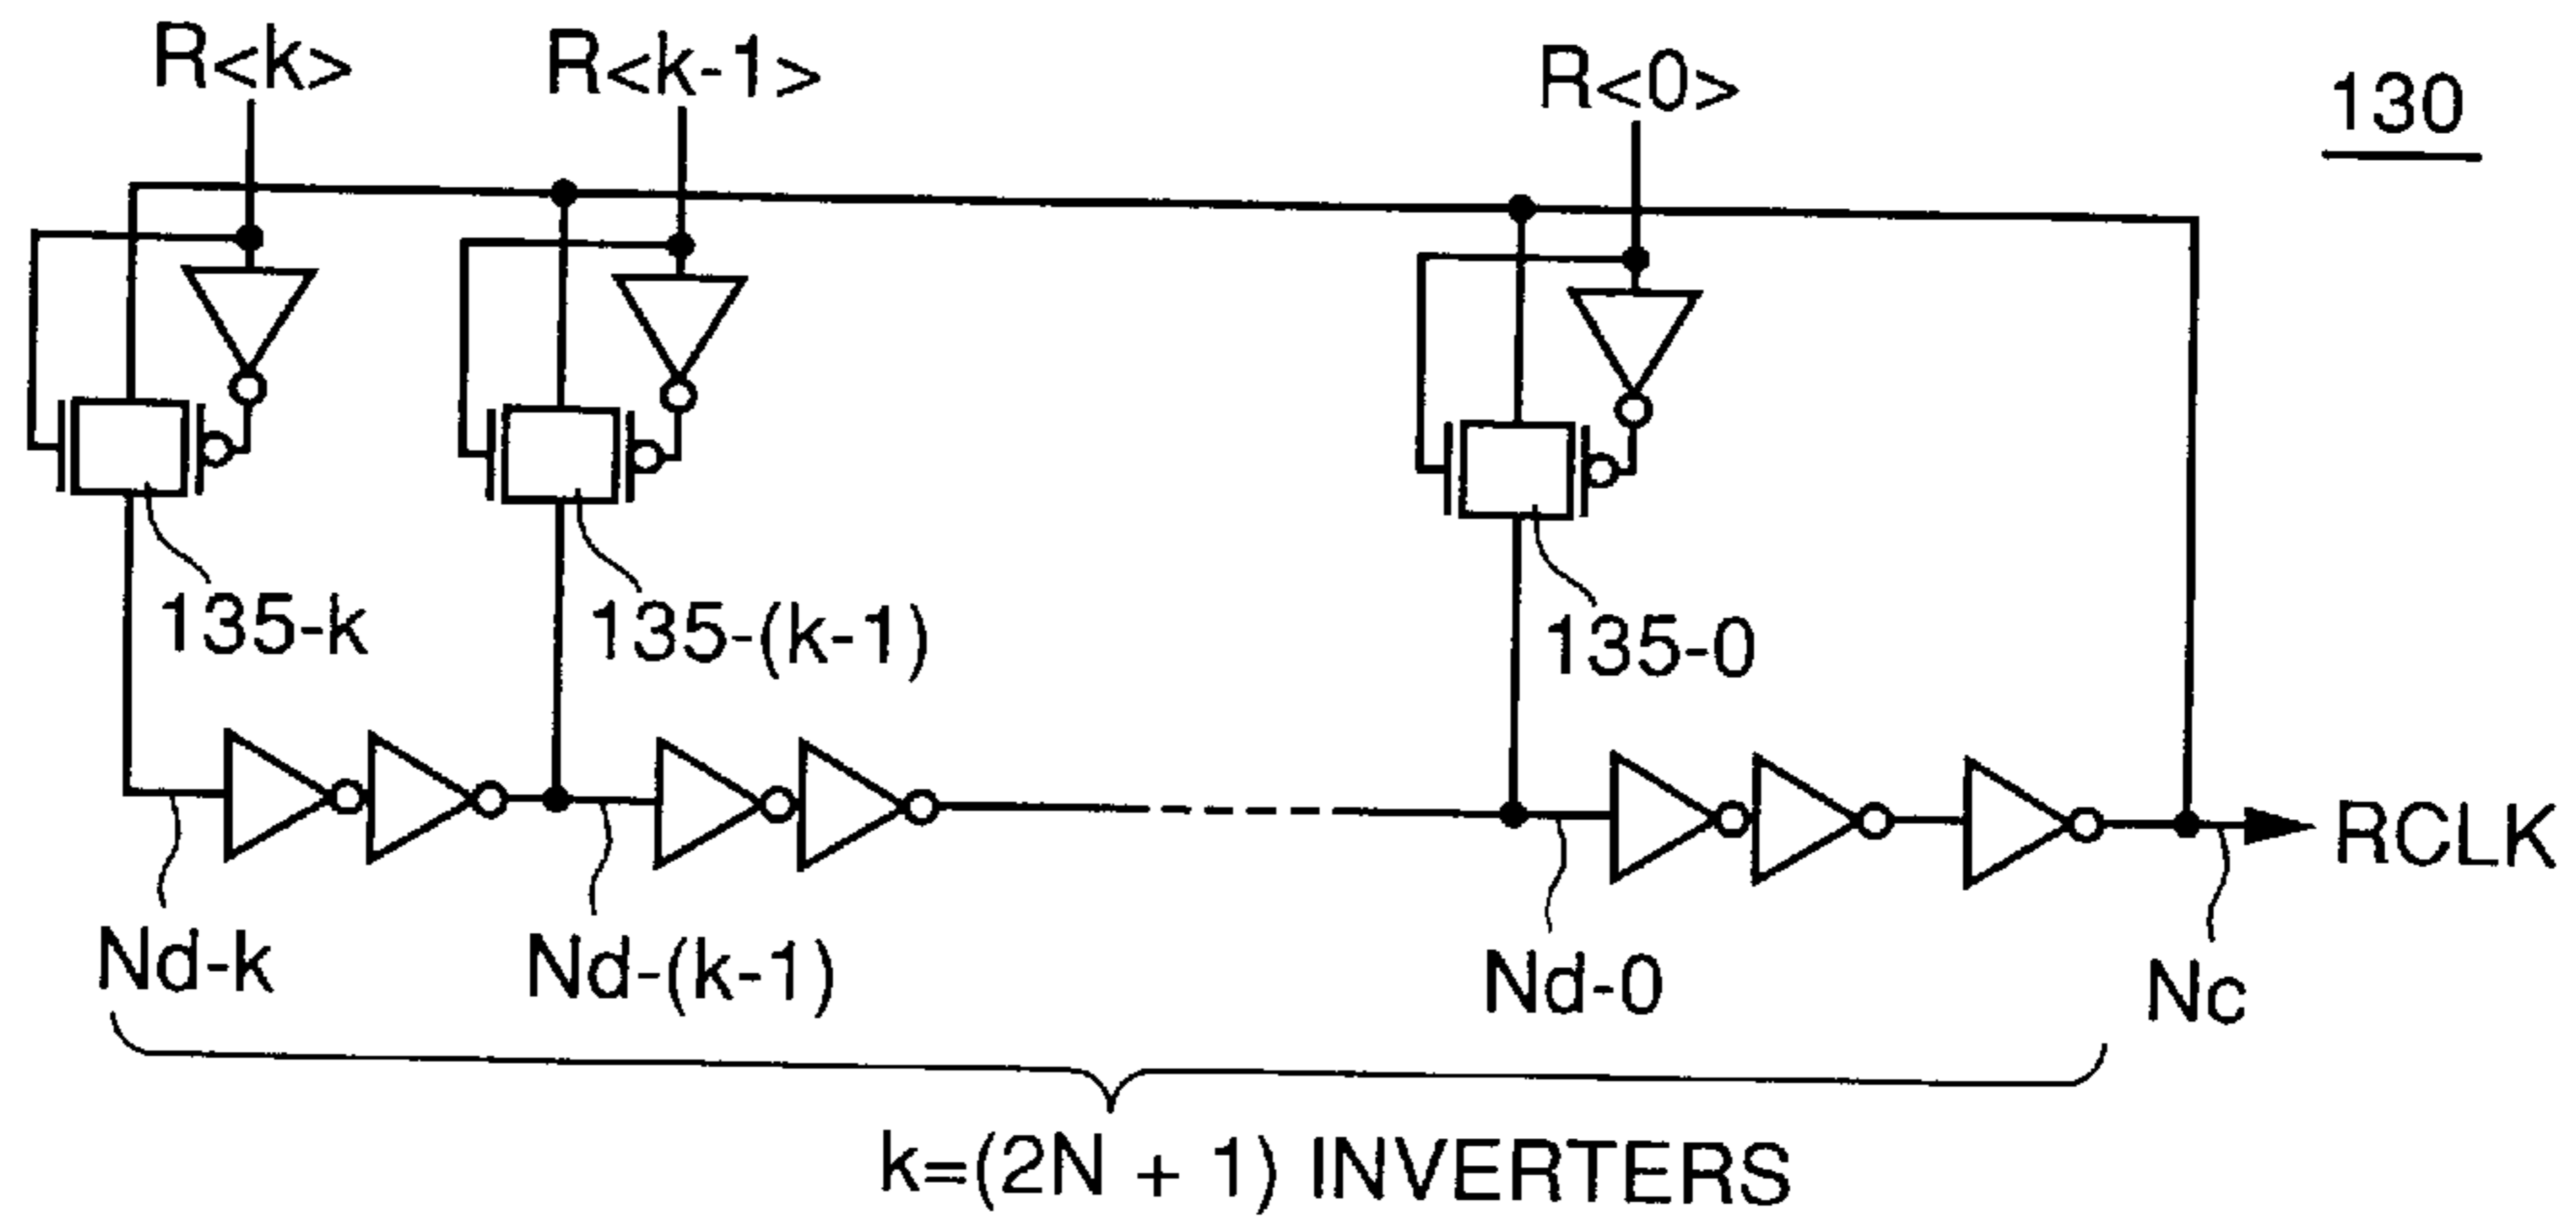 R<k>
R<k-1>
R<0>
130
135-k
135-(k-1)
135-0
RCLK
Nd-k
Nd-(k-1)
Nd-0
Nc
k=(2N + 1) INVERTERS